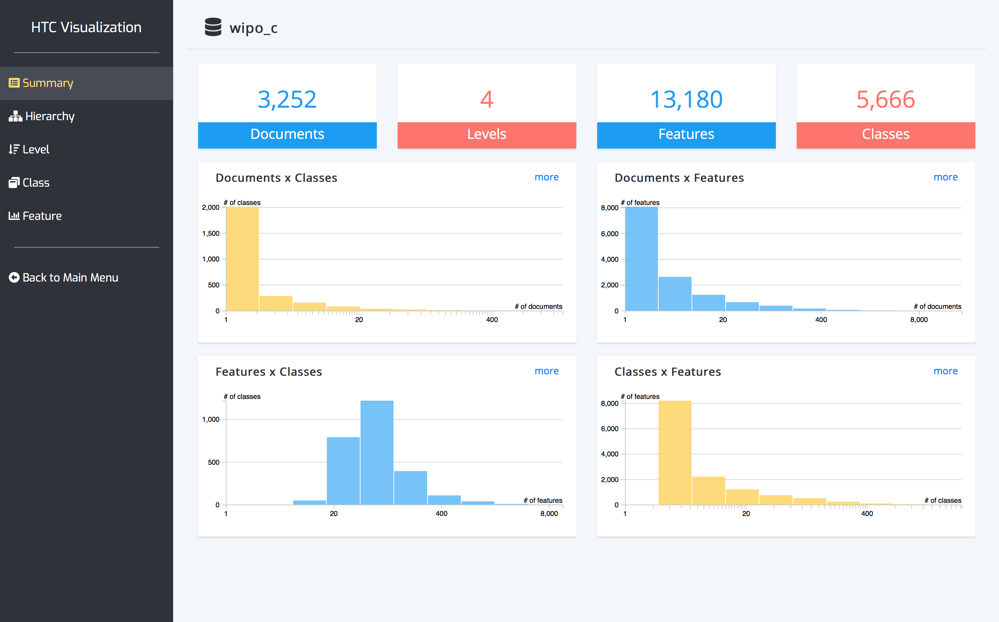 HTC Visualization
Summary
Hierarchy
Level
Class
Feature
Back to Main Menu
wipo_c
3,252
Documents
4
Levels
13,180
Features
5,666
Classes
Documents x Classes
more
# of classes
2,000
1,500
1,000
500
0
# of documents
1
20
400
Documents x Features
more
# of features
8,000
6,000
4,000
2,000
0
# of documents
1
20
400
8,000
Features x Classes
more
# of classes
1,000
500
0
# of features
1
20
400
8,000
Classes x Features
more
# of features
8,000
6,000
4,000
2,000
0
# of classes
1
20
400